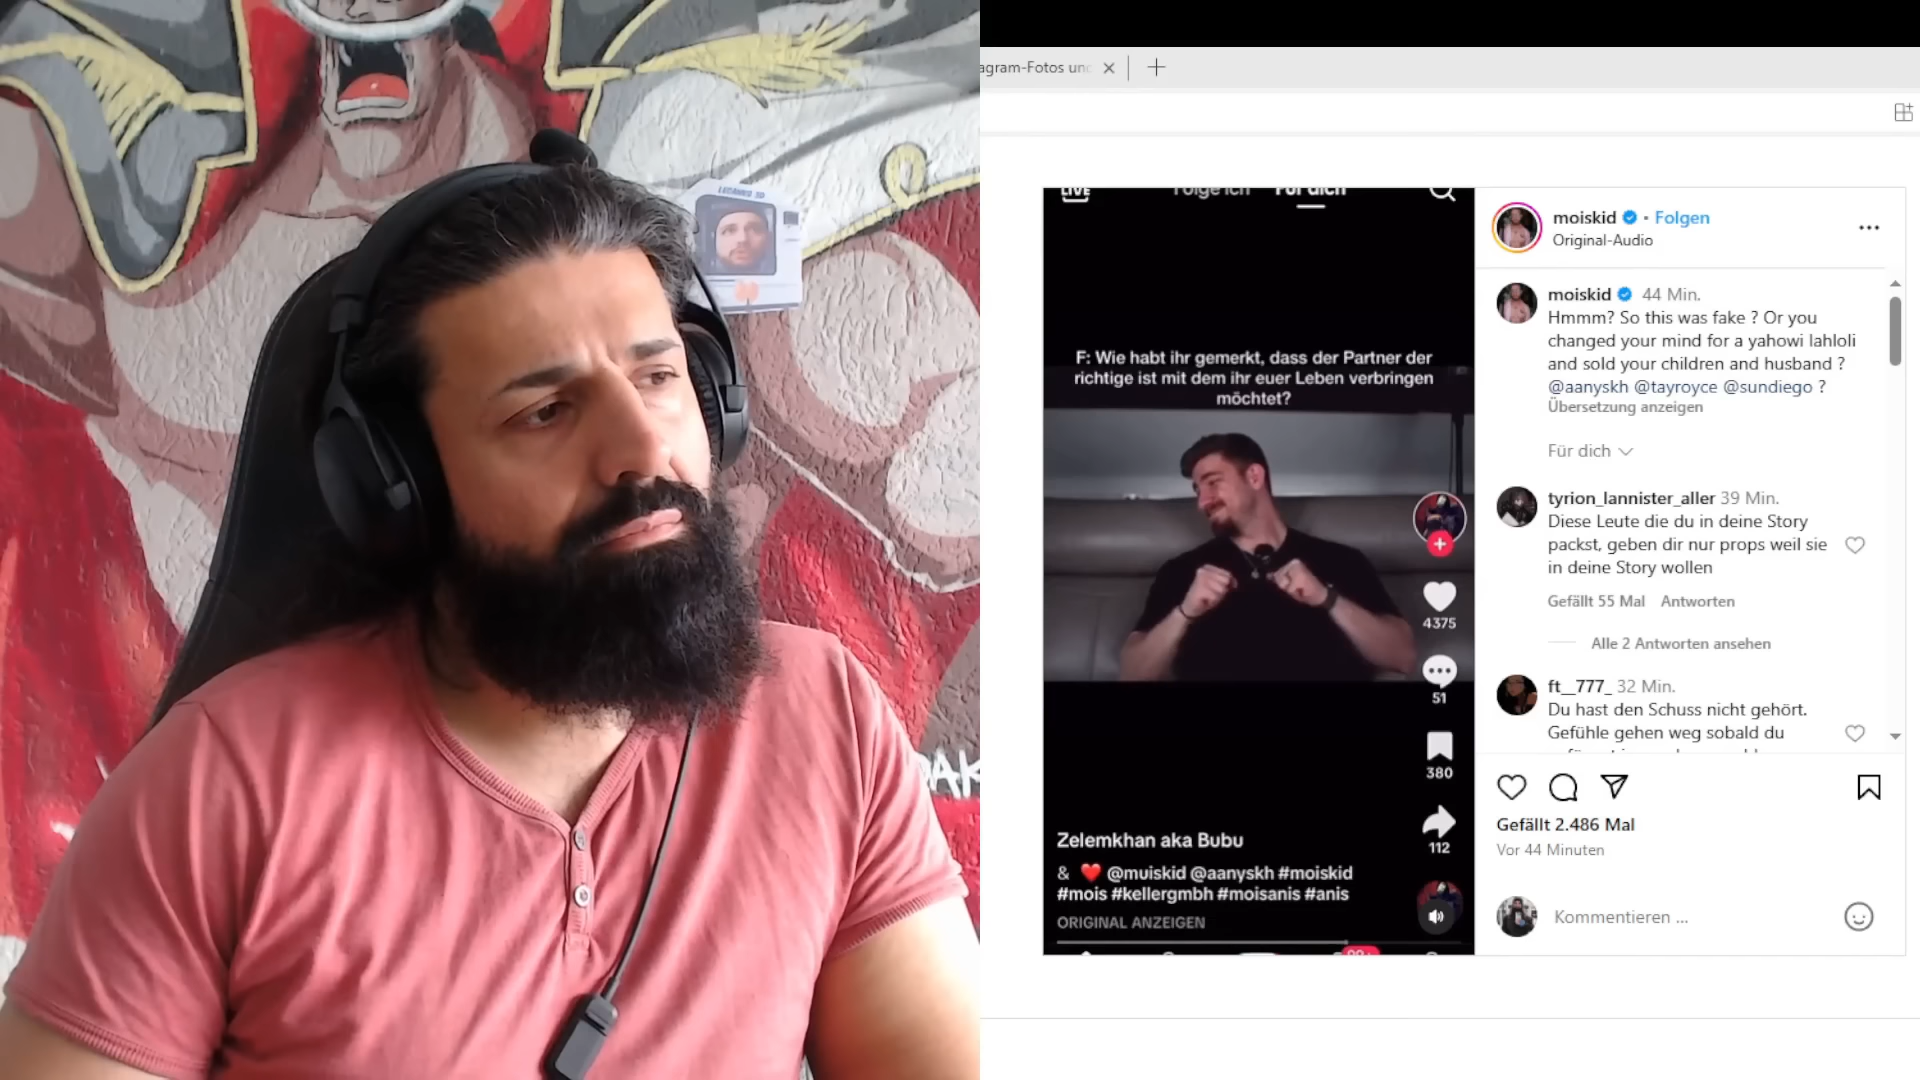 agram-Fotos und
LIVE
Folge ich Für dich
F: Wie habt ihr gemerkt, dass der Partner der
richtige ist mit dem ihr euer Leben verbringen
möchtet?
4375
51
380
112
Zelemkhan aka Bubu
& ❤️ @muiskid @aanyskh #moiskid
#mois #kellergmbh #moisanis #anis
ORIGINAL ANZEIGEN
99+
moiskid • Folgen
Original-Audio
moiskid 44 Min.
Hmmm? So this was fake ? Or you
changed your mind for a yahowi lahloli
and sold your children and husband ?
@aanyskh @tayroyce @sundiego ?
Übersetzung anzeigen
Für dich
tyrion_lannister_aller 39 Min.
Diese Leute die du in deine Story
packst, geben dir nur props weil sie
in deine Story wollen
Gefällt 55 Mal Antworten
Alle 2 Antworten ansehen
ft__777_ 32 Min.
Du hast den Schuss nicht gehört.
Gefühle gehen weg sobald du
Gefällt 2.486 Mal
Vor 44 Minuten
Kommentieren ...